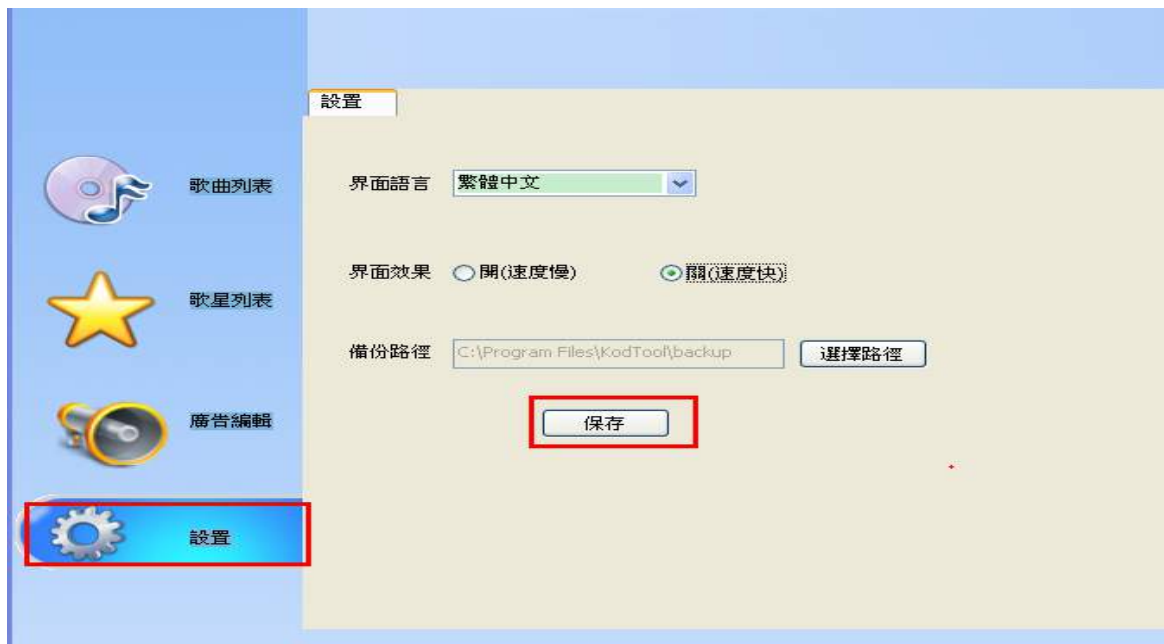 設置
歌曲列表
界面語言 繁體中文
界面效果 開(速度慢) 關(速度快)
歌星列表
備份路徑 C:\Program Files\KodTool\backup 選擇路徑
保存
廣告編輯
設置